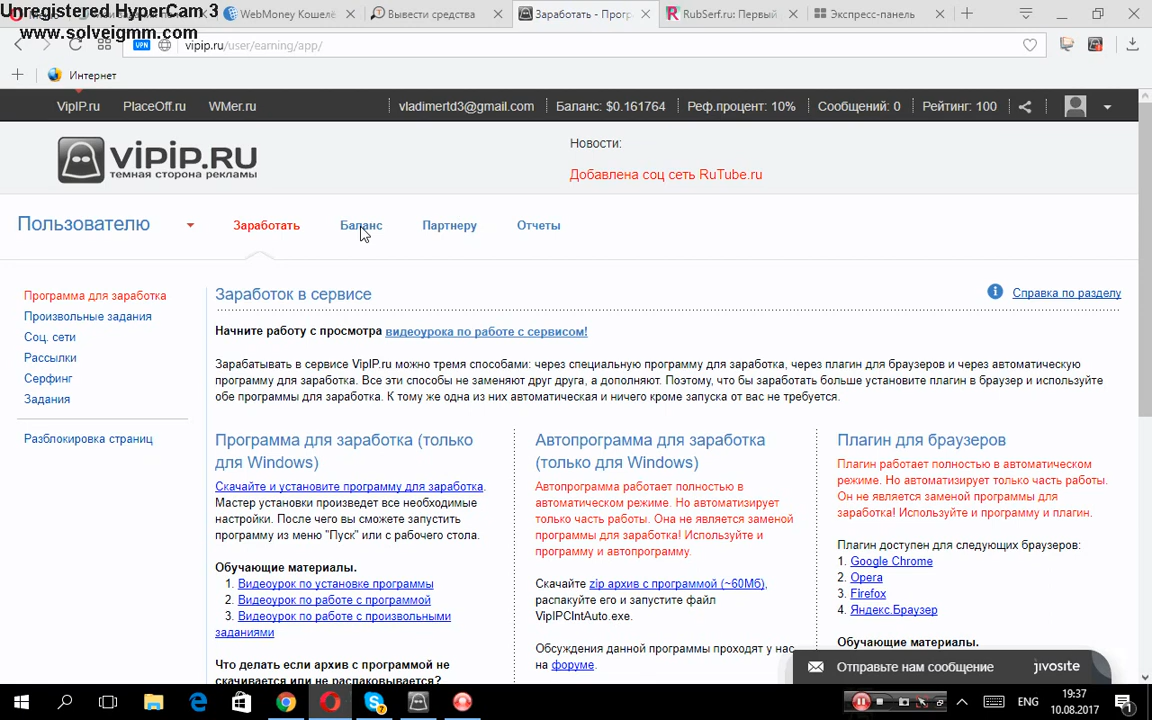 Unregistered HyperCam 3
www.solveigmm.com
WebMoney Кошелё
Вывести средства
Заработать - Прогр
RubSerf.ru: Первый
Экспресс-панель
VPN
vipip.ru/user/earning/app/
Интернет
VipIP.ru PlaceOff.ru WMer.ru vladimertd3@gmail.com Баланс: $0.161764 Реф.процент: 10% Сообщений: 0 Рейтинг: 100
VIPIP.RU
темная сторона рекламы
Новости:
Добавлена соц сеть RuTube.ru
Пользователю Заработать Баланс Партнеру Отчеты
Программа для заработка
Произвольные задания
Соц. сети
Рассылки
Серфинг
Задания
Разблокировка страниц
Заработок в сервисе
Справка по разделу
Начните работу с просмотра видеоурока по работе с сервисом!
Зарабатывать в сервисе VipIP.ru можно тремя способами: через специальную программу для заработка, через плагин для браузеров и через автоматическую
программу для заработка. Все эти способы не заменяют друг друга, а дополняют. Поэтому, что бы заработать больше установите плагин в браузер и используйте
обе программы для заработка. К тому же одна из них автоматическая и ничего кроме запуска от вас не требуется.
Программа для заработка (только
для Windows)
Скачайте и установите программу для заработка.
Мастер установки произведет все необходимые
настройки. После чего вы сможете запустить
программу из меню "Пуск" или с рабочего стола.
Обучающие материалы.
1. Видеоурок по установке программы
2. Видеоурок по работе с программой
3. Видеоурок по работе с произвольными
заданиями
Что делать если архив с программой не
скачивается или не распаковывается?
Автопрограмма для заработка
(только для Windows)
Автопрограмма работает полностью в
автоматическом режиме. Но автоматизирует
только часть работы. Она не является заменой
программы для заработка! Используйте и
программу и автопрограмму.
Скачайте zip архив с программой (~60Мб),
распакуйте его и запустите файл
VipIPClntAuto.exe.
Обсуждения данной программы проходят у нас
на форуме.
Плагин для браузеров
Плагин работает полностью в автоматическом
режиме. Но автоматизирует только часть работы.
Он не является заменой программы для
заработка! Используйте и программу и плагин.
Плагин доступен для следующих браузеров:
1. Google Chrome
2. Opera
3. Firefox
4. Яндекс.Браузер
Обучающие материалы.
Отправьте нам сообщение jivosite
ENG
19:37
10.08.2017